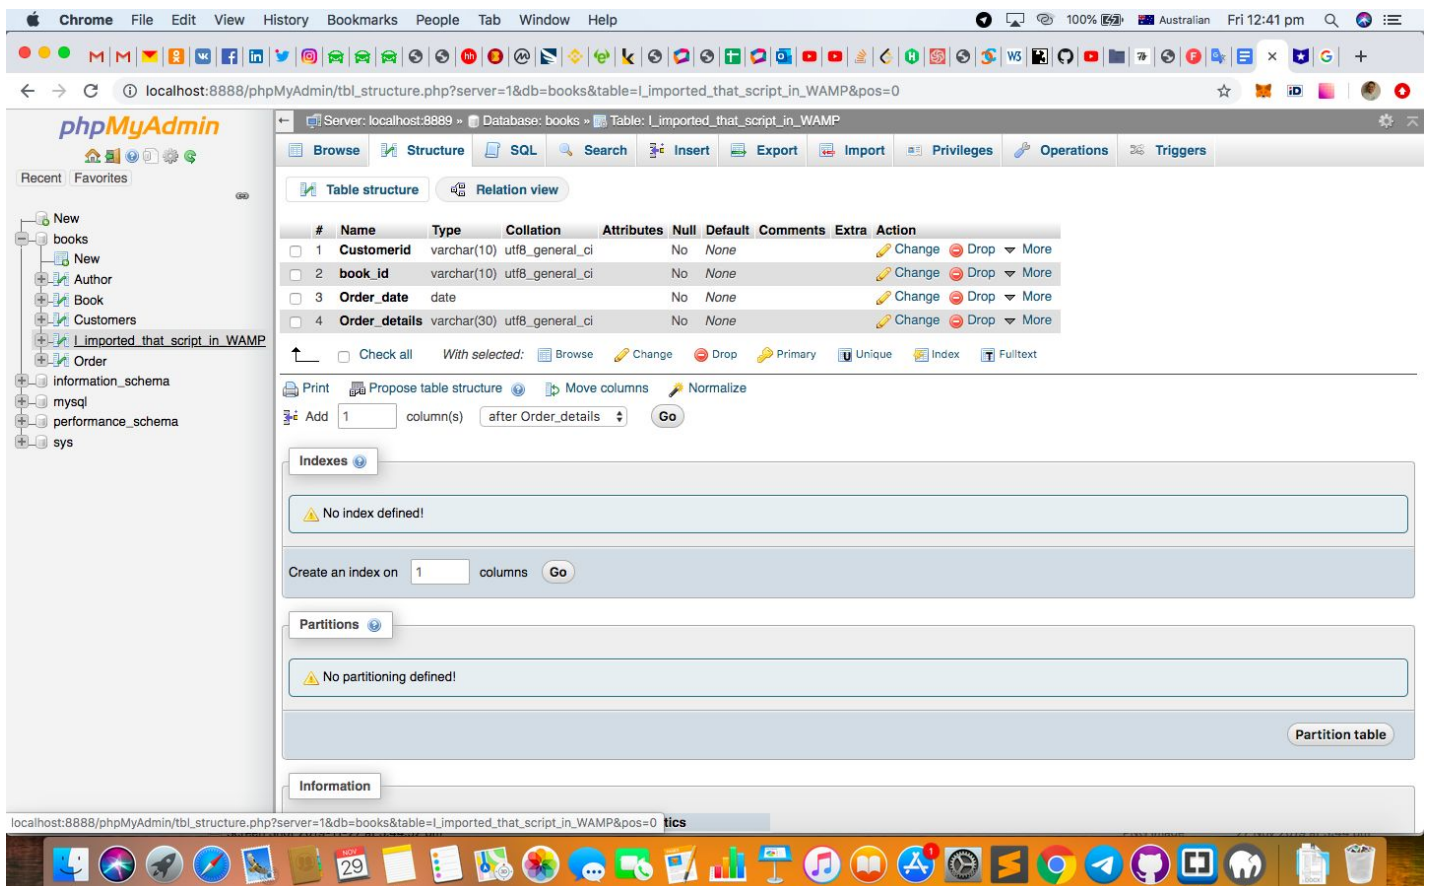 Chrome File Edit View History Bookmarks People Tab Window Help 100% Australian Fri 12:41 pm
localhost:8888/phpMyAdmin/tbl_structure.php?server=1&db=books&table=I_imported_that_script_in_WAMP&pos=0
phpMyAdmin
Recent Favorites
New
books
New
Author
Book
Customers
I_imported_that_script_in_WAMP
Order
information_schema
mysql
performance_schema
sys
Server: localhost:8889 » Database: books » Table: I_imported_that_script_in_WAMP
Browse Structure SQL Search Insert Export Import Privileges Operations Triggers
Table structure Relation view
# Name Type Collation Attributes Null Default Comments Extra Action
1 Customerid varchar(10) utf8_general_ci No None Change Drop More
2 book_id varchar(10) utf8_general_ci No None Change Drop More
3 Order_date date No None Change Drop More
4 Order_details varchar(30) utf8_general_ci No None Change Drop More
Check all With selected: Browse Change Drop Primary Unique Index Fulltext
Print Propose table structure Move columns Normalize
Add 1 column(s) after Order_details Go
Indexes
No index defined!
Create an index on 1 columns Go
Partitions
No partitioning defined!
Partition table
Information
localhost:8888/phpMyAdmin/tbl_structure.php?server=1&db=books&table=I_imported_that_script_in_WAMP&pos=0 tics
NOV
29